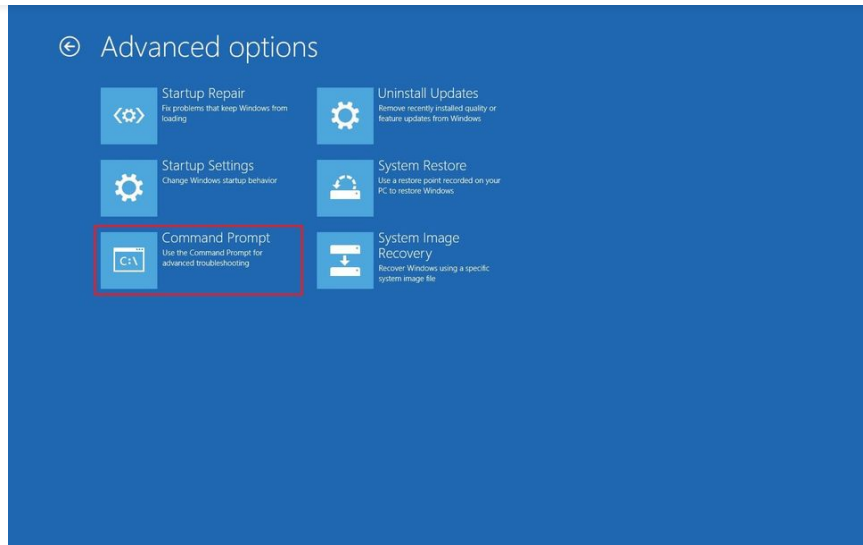 Advanced options
Startup Repair
Fix problems that keep Windows from
loading
Uninstall Updates
Remove recently installed quality or
feature updates from Windows
Startup Settings
Change Windows startup behavior
System Restore
Use a restore point recorded on your
PC to restore Windows
Command Prompt
Use the Command Prompt for
advanced troubleshooting
C:\
System Image
Recovery
Recover Windows using a specific
system image file